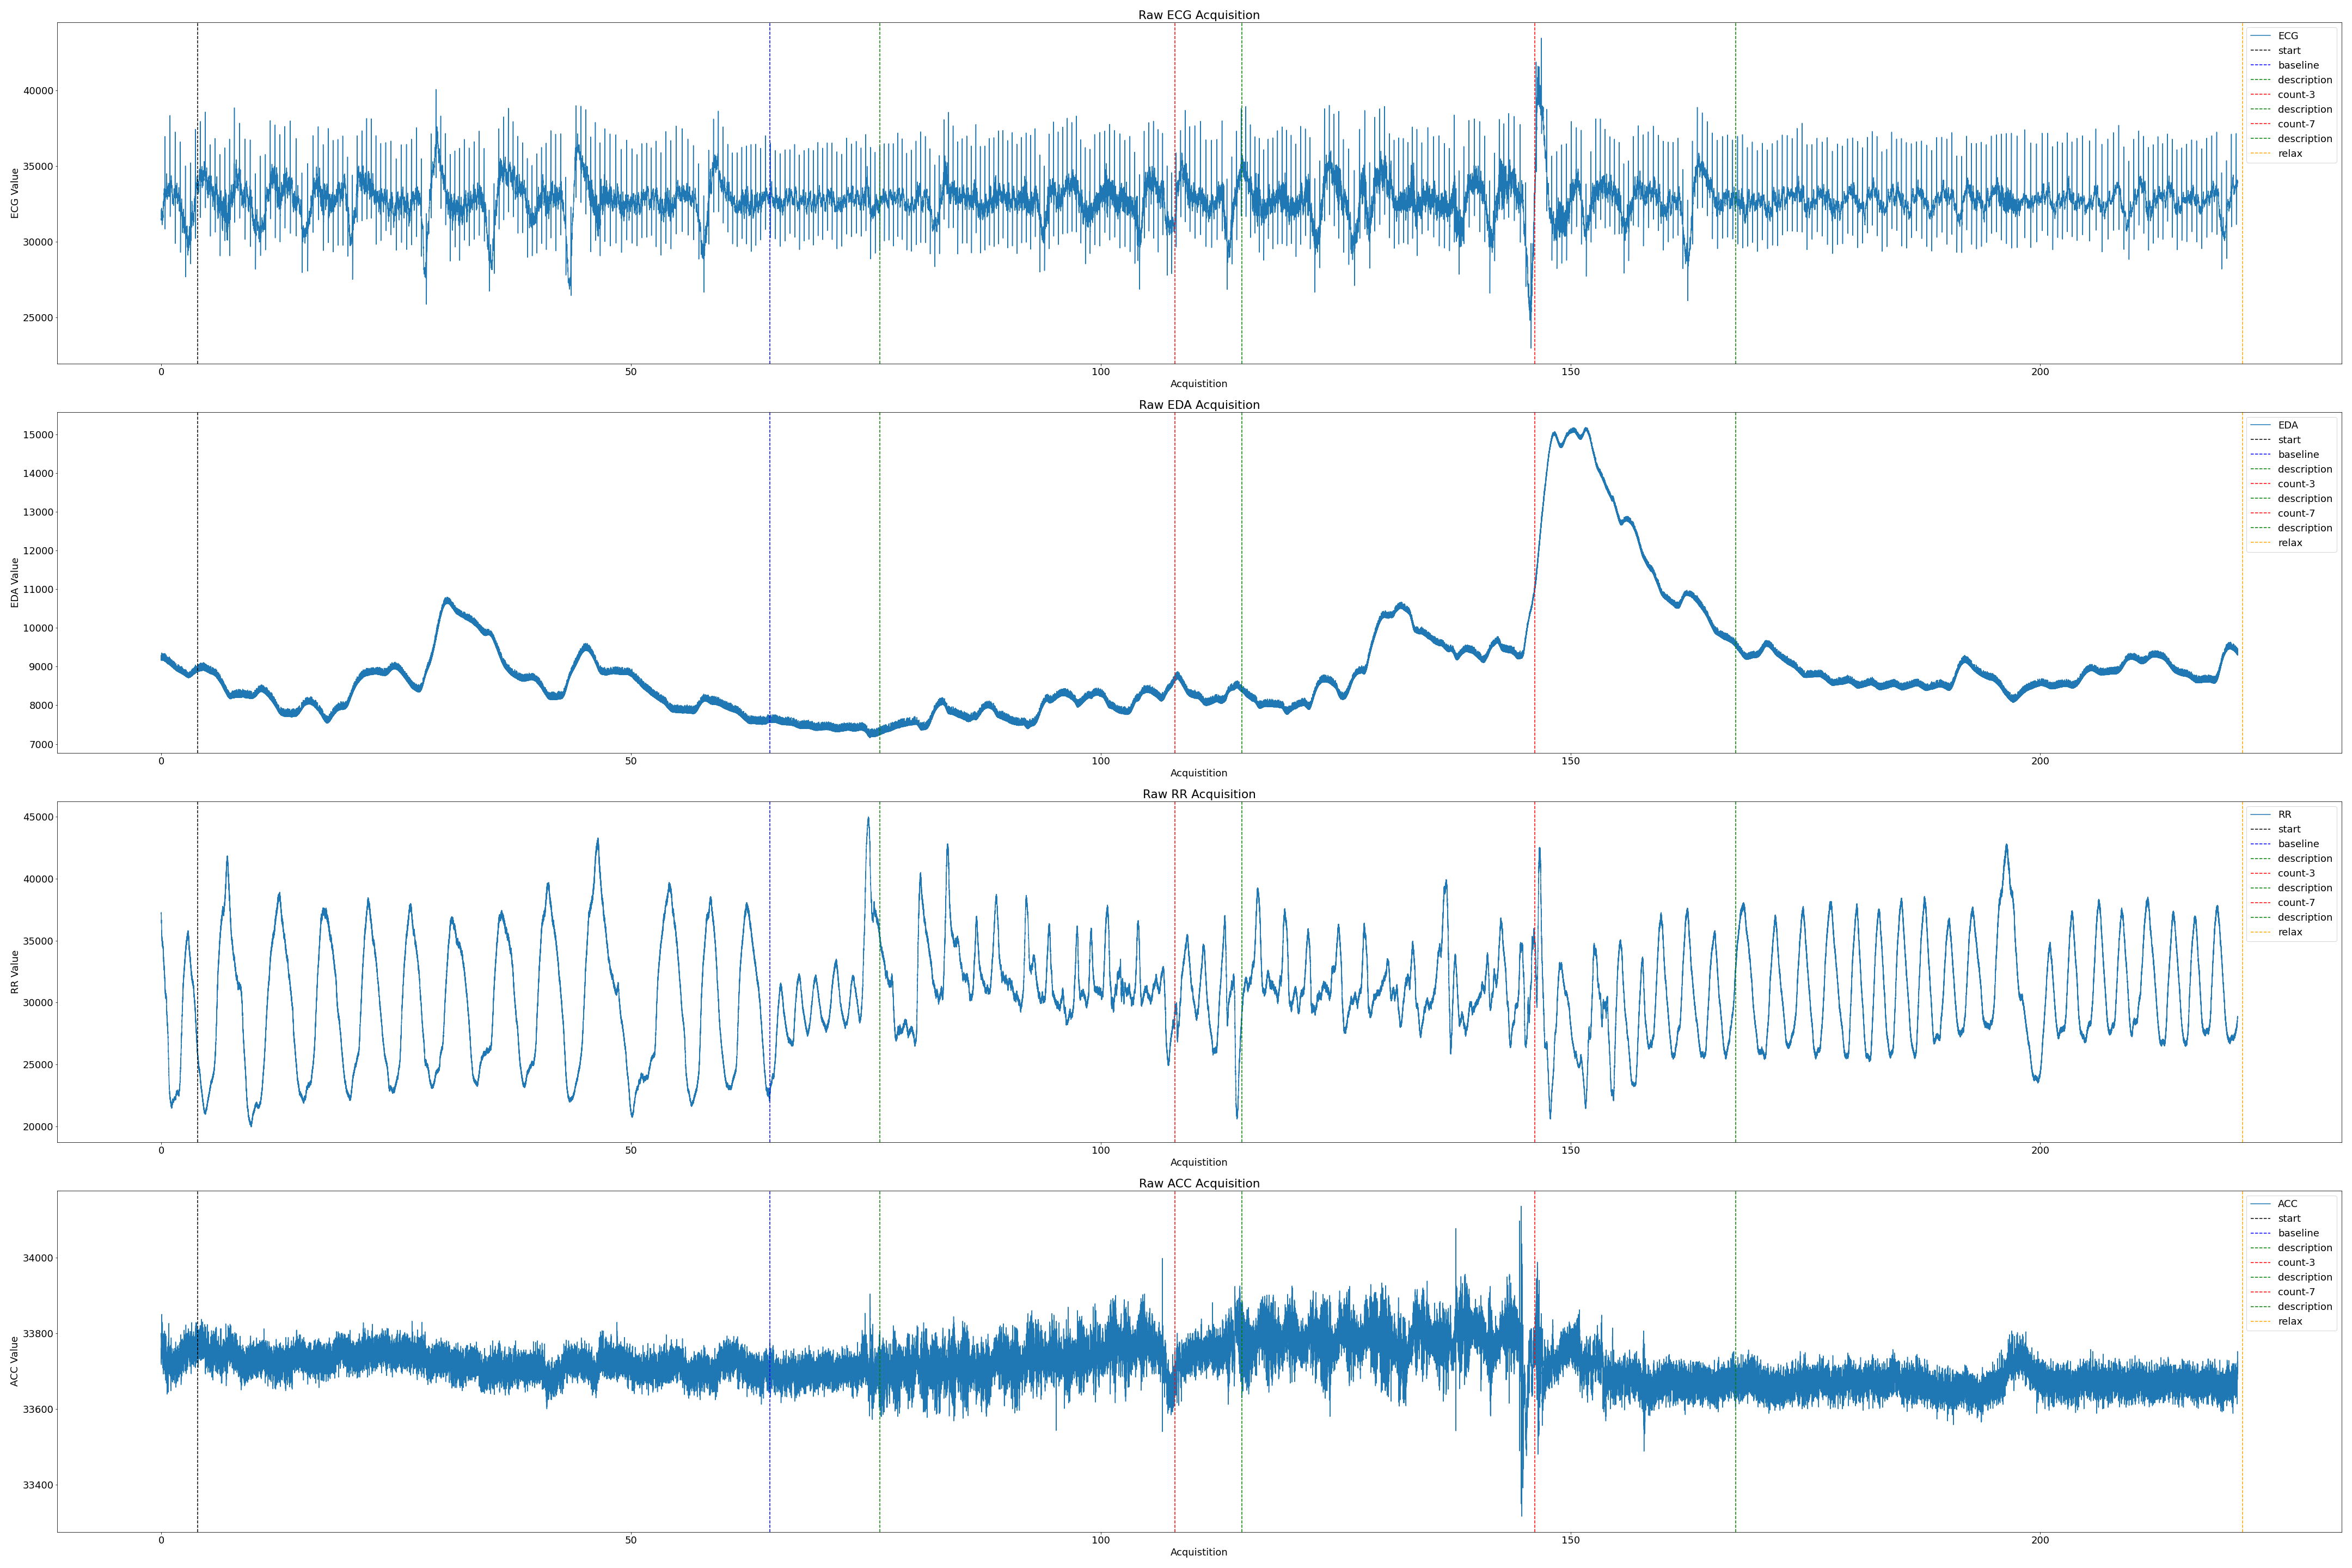 Raw ECG Acquisition
ECG Value
40000
35000
30000
25000
0 50 100 150 200
Acquistition
ECG
start
baseline
description
count-3
description
count-7
description
relax
Raw EDA Acquisition
EDA Value
15000
14000
13000
12000
11000
10000
9000
8000
7000
0 50 100 150 200
Acquistition
EDA
start
baseline
description
count-3
description
count-7
description
relax
Raw RR Acquisition
RR Value
45000
40000
35000
30000
25000
20000
0 50 100 150 200
Acquistition
RR
start
baseline
description
count-3
description
count-7
description
relax
Raw ACC Acquisition
ACC Value
34000
33800
33600
33400
0 50 100 150 200
Acquistition
ACC
start
baseline
description
count-3
description
count-7
description
relax